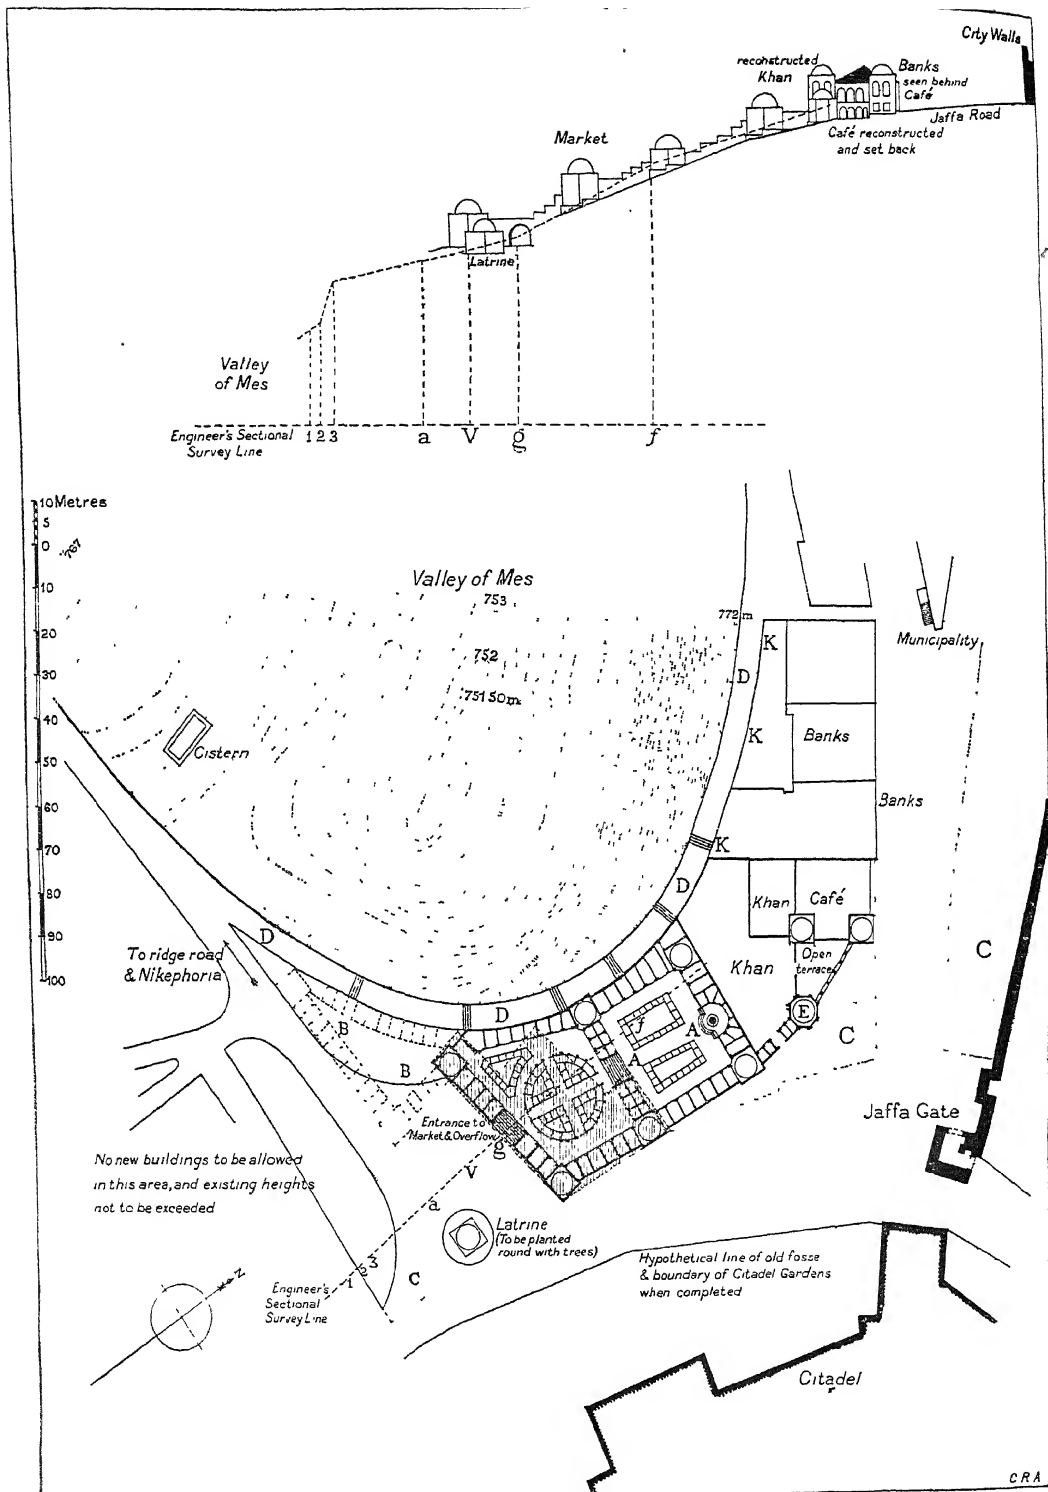 City Walls
reconstructed
Khan
Banks
seen behind
Café
Jaffa Road
Café reconstructed
and set back
Market
Latrine
Valley
of Mes
Engineer's Sectional
Survey Line
1 2 3 a V g f
10 Metres
5
0
10
20
30
40
50
60
70
80
90
100
767
Valley of Mes
753
752
751 50m.
772m
Municipality
K
D
K
Banks
Banks
K
D
Cistern
Khan
Café
Open
terrace
Khan
C
E
C
D
To ridge road
& Nikephoria
D
B
B
f
A
A
Entrance to
Market & Overflow
g
V
a
Jaffa Gate
No new buildings to be allowed
in this area, and existing heights
not to be exceeded
Latrine
(To be planted
round with trees)
3
2
1
C
Engineer's
Sectional
Survey Line
N
Hypothetical line of old fosse
& boundary of Citadel Gardens
when completed
Citadel
C R A